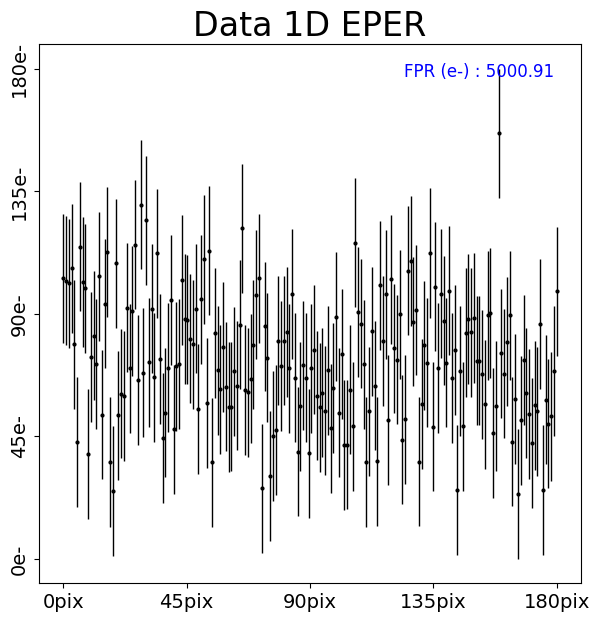 Data 1D EPER
FPR (e-) : 5000.91
180e-
135e-
90e-
45e-
0e-
0pix 45pix 90pix 135pix 180pix